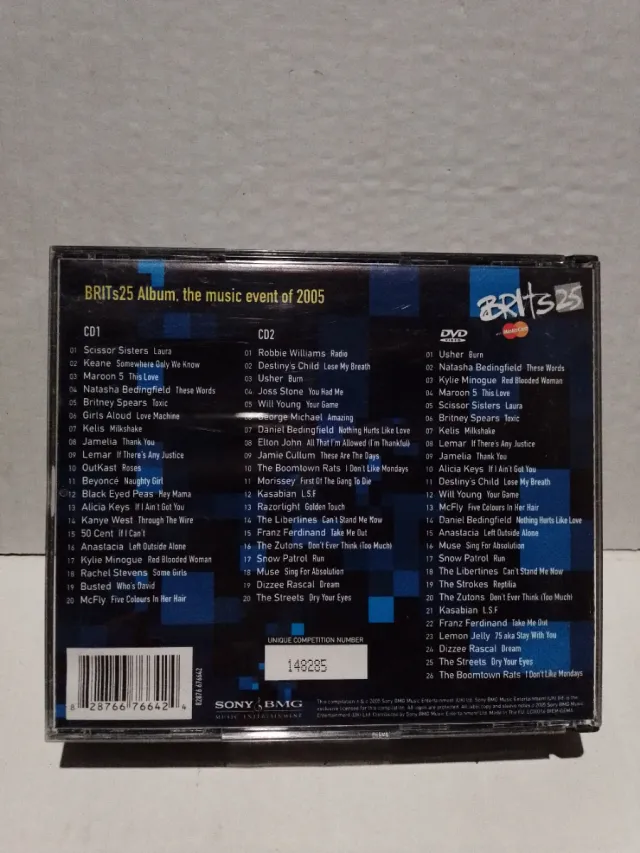 BRITs25 Album, the music event of 2005
BRITs 25
MasterCard
CD1
01 Scissor Sisters Laura
02 Keane Somewhere Only We Know
03 Maroon 5 This Love
04 Natasha Bedingfield These Words
05 Britney Spears Toxic
06 Girls Aloud Love Machine
07 Kelis Milkshake
08 Jamelia Thank You
09 Lemar If There's Any Justice
10 OutKast Roses
11 Beyoncé Naughty Girl
12 Black Eyed Peas Hey Mama
13 Alicia Keys If I Ain't Got You
14 Kanye West Through The Wire
15 50 Cent If I Can't
16 Anastacia Left Outside Alone
17 Kylie Minogue Red Blooded Woman
18 Rachel Stevens Some Girls
19 Busted Who's David
20 McFly Five Colours In Her Hair
CD2
01 Robbie Williams Radio
02 Destiny's Child Lose My Breath
03 Usher Burn
04 Joss Stone You Had Me
05 Will Young Your Game
06 George Michael Amazing
07 Daniel Bedingfield Nothing Hurts Like Love
08 Elton John All That I'm Allowed (I'm Thankful)
09 Jamie Cullum These Are The Days
10 The Boomtown Rats I Don't Like Mondays
11 Morissey First Of The Gang To Die
12 Kasabian L.S.F
13 Razorlight Golden Touch
14 The Libertines Can't Stand Me Now
15 Franz Ferdinand Take Me Out
16 The Zutons Don't Ever Think (Too Much)
17 Snow Patrol Run
18 Muse Sing For Absolution
19 Dizzee Rascal Dream
20 The Streets Dry Your Eyes
DVD
VIDEO
01 Usher Burn
02 Natasha Bedingfield These Words
03 Kylie Minogue Red Blooded Woman
04 Maroon 5 This Love
05 Scissor Sisters Laura
06 Britney Spears Toxic
07 Kelis Milkshake
08 Lemar If There's Any Justice
09 Jamelia Thank You
10 Alicia Keys If I Ain't Got You
11 Destiny's Child Lose My Breath
12 Will Young Your Game
13 McFly Five Colours In Her Hair
14 Daniel Bedingfield Nothing Hurts Like Love
15 Anastacia Left Outside Alone
16 Muse Sing For Absolution
17 Snow Patrol Run
18 The Libertines Can't Stand Me Now
19 The Strokes Reptilia
20 The Zutons Don't Ever Think (Too Much)
21 Kasabian L.S.F
22 Franz Ferdinand Take Me Out
23 Lemon Jelly '75 aka Stay With You
24 Dizzee Rascal Dream
25 The Streets Dry Your Eyes
26 The Boomtown Rats I Don't Like Mondays
UNIQUE COMPETITION NUMBER
148285
8 28766 76642 4
82876 676642
SONY BMG
MUSIC ENTERTAINMENT